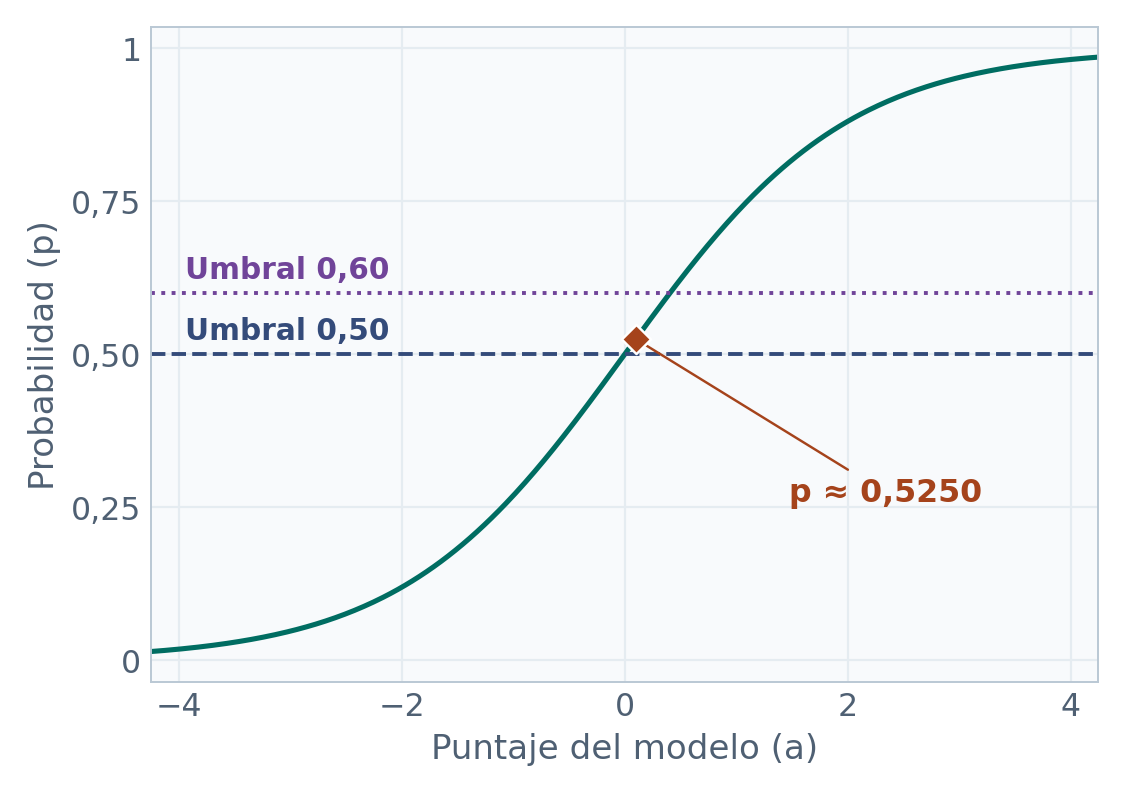 1
0,75
Umbral 0,60
Umbral 0,50
0,50
p ≈ 0,5250
0,25
0
−4 −2 0 2 4
Puntaje del modelo (a)
Probabilidad (p)